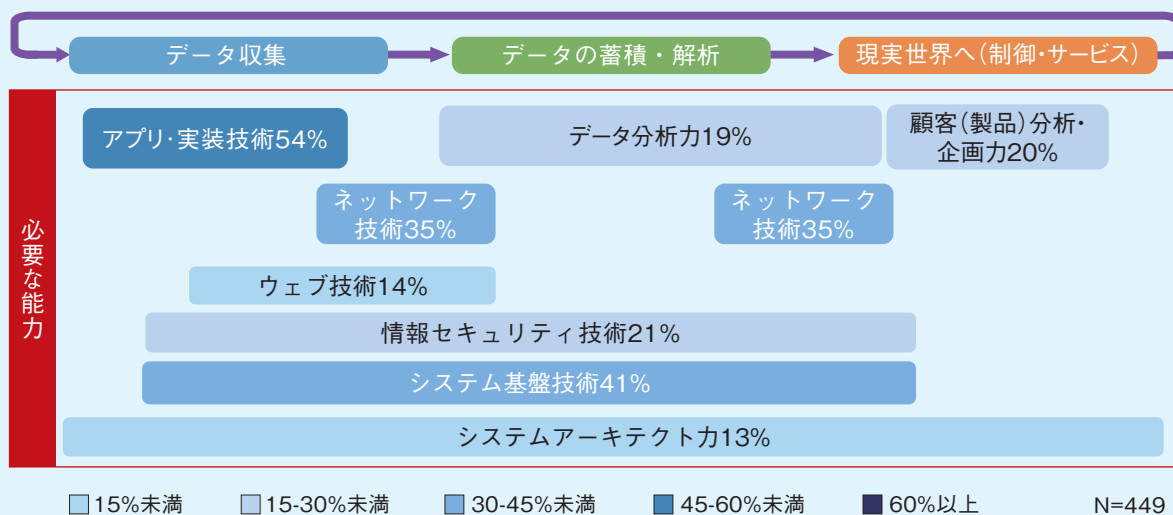 データ収集
データの蓄積・解析
現実世界へ(制御・サービス)
必要な能力
アプリ・実装技術54%
データ分析力19%
顧客(製品)分析・
企画力20%
ネットワーク
技術35%
ネットワーク
技術35%
ウェブ技術14%
情報セキュリティ技術21%
システム基盤技術41%
システムアーキテクト力13%
15%未満
15-30%未満
30-45%未満
45-60%未満
60%以上
N=449